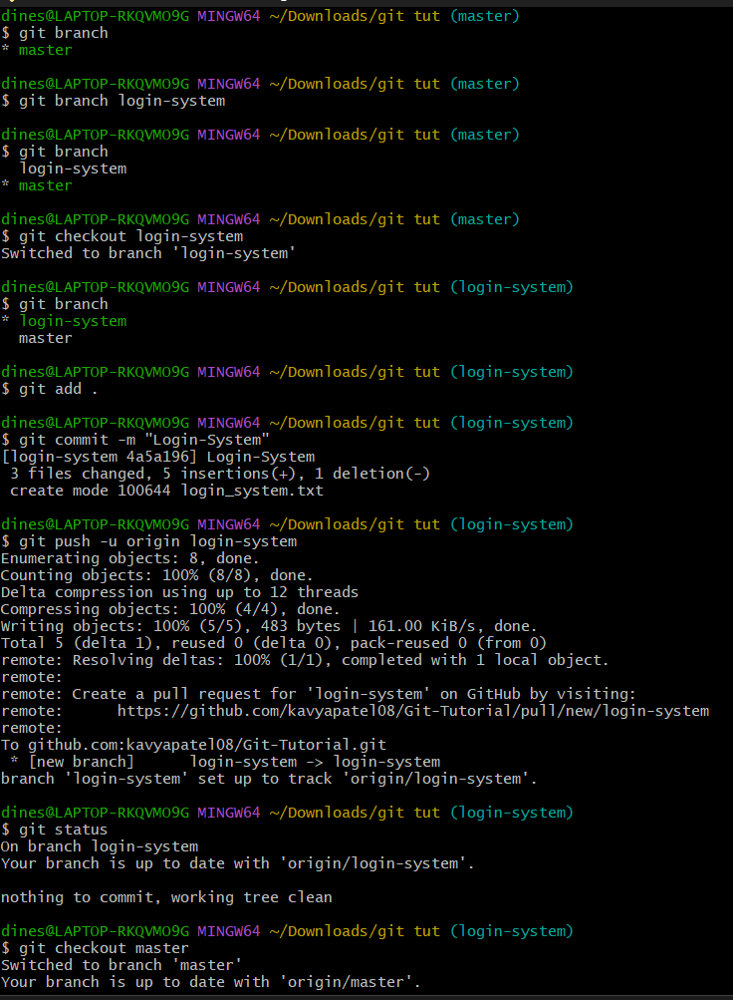 dines@LAPTOP-RKQVMO9G MINGW64 ~/Downloads/git tut (master)
$ git branch
* master
dines@LAPTOP-RKQVMO9G MINGW64 ~/Downloads/git tut (master)
$ git branch login-system
dines@LAPTOP-RKQVMO9G MINGW64 ~/Downloads/git tut (master)
$ git branch
  login-system
* master
dines@LAPTOP-RKQVMO9G MINGW64 ~/Downloads/git tut (master)
$ git checkout login-system
Switched to branch 'login-system'
dines@LAPTOP-RKQVMO9G MINGW64 ~/Downloads/git tut (login-system)
$ git branch
* login-system
  master
dines@LAPTOP-RKQVMO9G MINGW64 ~/Downloads/git tut (login-system)
$ git add .
dines@LAPTOP-RKQVMO9G MINGW64 ~/Downloads/git tut (login-system)
$ git commit -m "Login-System"
[login-system 4a5a196] Login-System
 3 files changed, 5 insertions(+), 1 deletion(-)
 create mode 100644 login_system.txt
dines@LAPTOP-RKQVMO9G MINGW64 ~/Downloads/git tut (login-system)
$ git push -u origin login-system
Enumerating objects: 8, done.
Counting objects: 100% (8/8), done.
Delta compression using up to 12 threads
Compressing objects: 100% (4/4), done.
Writing objects: 100% (5/5), 483 bytes | 161.00 KiB/s, done.
Total 5 (delta 1), reused 0 (delta 0), pack-reused 0 (from 0)
remote: Resolving deltas: 100% (1/1), completed with 1 local object.
remote:
remote: Create a pull request for 'login-system' on GitHub by visiting:
remote:      https://github.com/kavyapatel08/Git-Tutorial/pull/new/login-system
remote:
To github.com:kavyapatel08/Git-Tutorial.git
 * [new branch]      login-system -> login-system
branch 'login-system' set up to track 'origin/login-system'.
dines@LAPTOP-RKQVMO9G MINGW64 ~/Downloads/git tut (login-system)
$ git status
On branch login-system
Your branch is up to date with 'origin/login-system'.
nothing to commit, working tree clean
dines@LAPTOP-RKQVMO9G MINGW64 ~/Downloads/git tut (login-system)
$ git checkout master
Switched to branch 'master'
Your branch is up to date with 'origin/master'.